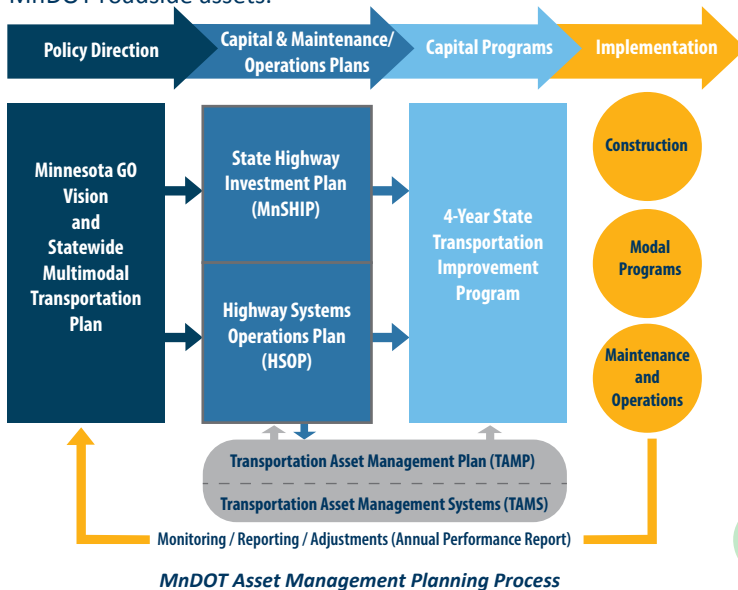 MnDOT roadside assets.
Policy Direction
Capital & Maintenance/
Operations Plans
Capital Programs
Implementation
Minnesota GO
Vision
and
Statewide
Multimodal
Transportation
Plan
State Highway
Investment Plan
(MnSHIP)
Highway Systems
Operations Plan
(HSOP)
4-Year State
Transportation
Improvement
Program
Construction
Modal
Programs
Maintenance
and
Operations
Transportation Asset Management Plan (TAMP)
Transportation Asset Management Systems (TAMS)
Monitoring / Reporting / Adjustments (Annual Performance Report)
MnDOT Asset Management Planning Process